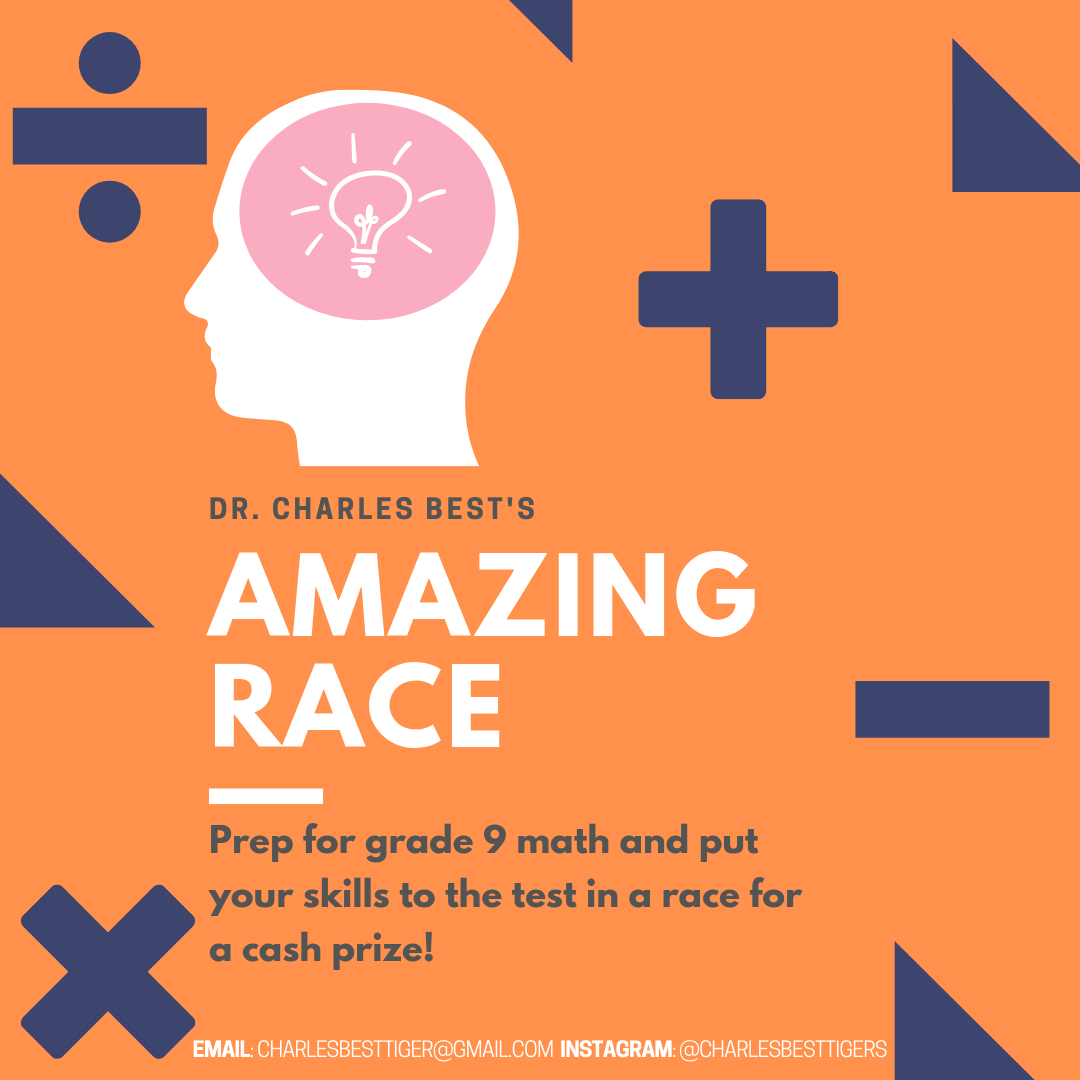 DR. CHARLES BEST'S
AMAZING
RACE
Prep for grade 9 math and put
your skills to the test in a race for
a cash prize!
EMAIL: CHARLESBESTTIGER@GMAIL.COM INSTAGRAM: @CHARLESBESTTIGERS